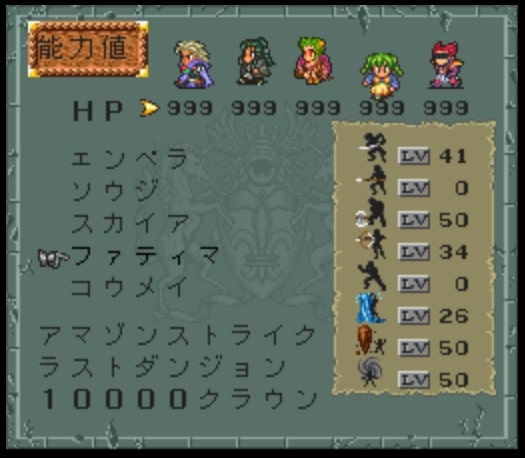 能力値
HP 999 999 999 999 999
エンペラ
ソウジ
スカイア
ファティマ
コウメイ
アマゾンストライク
ラストダンジョン
10000クラウン
LV 41
LV 0
LV 50
LV 34
LV 0
LV 26
LV 50
LV 50